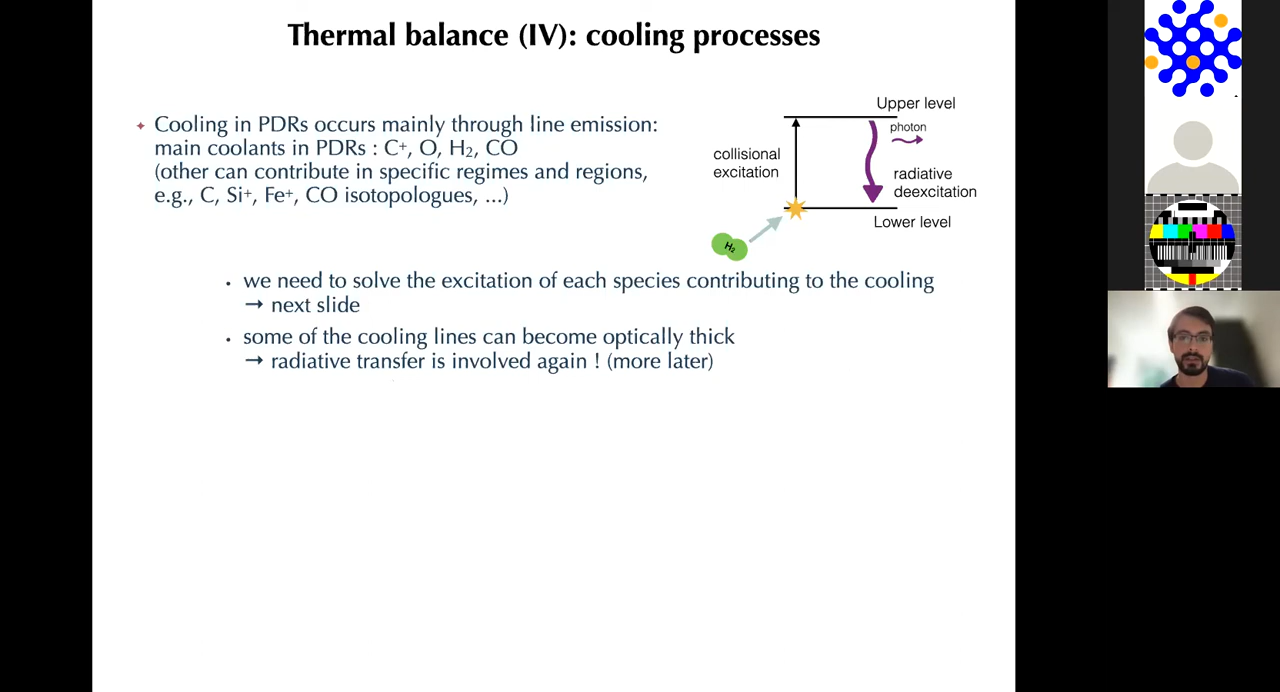 Thermal balance (IV): cooling processes
Cooling in PDRs occurs mainly through line emission:
main coolants in PDRs : C⁺, O, H₂, CO
(other can contribute in specific regimes and regions,
e.g., C, Si⁺, Fe⁺, CO isotopologues, ...)
Upper level
photon
collisional
excitation
radiative
deexcitation
Lower level
H₂
we need to solve the excitation of each species contributing to the cooling
→ next slide
some of the cooling lines can become optically thick
→ radiative transfer is involved again ! (more later)